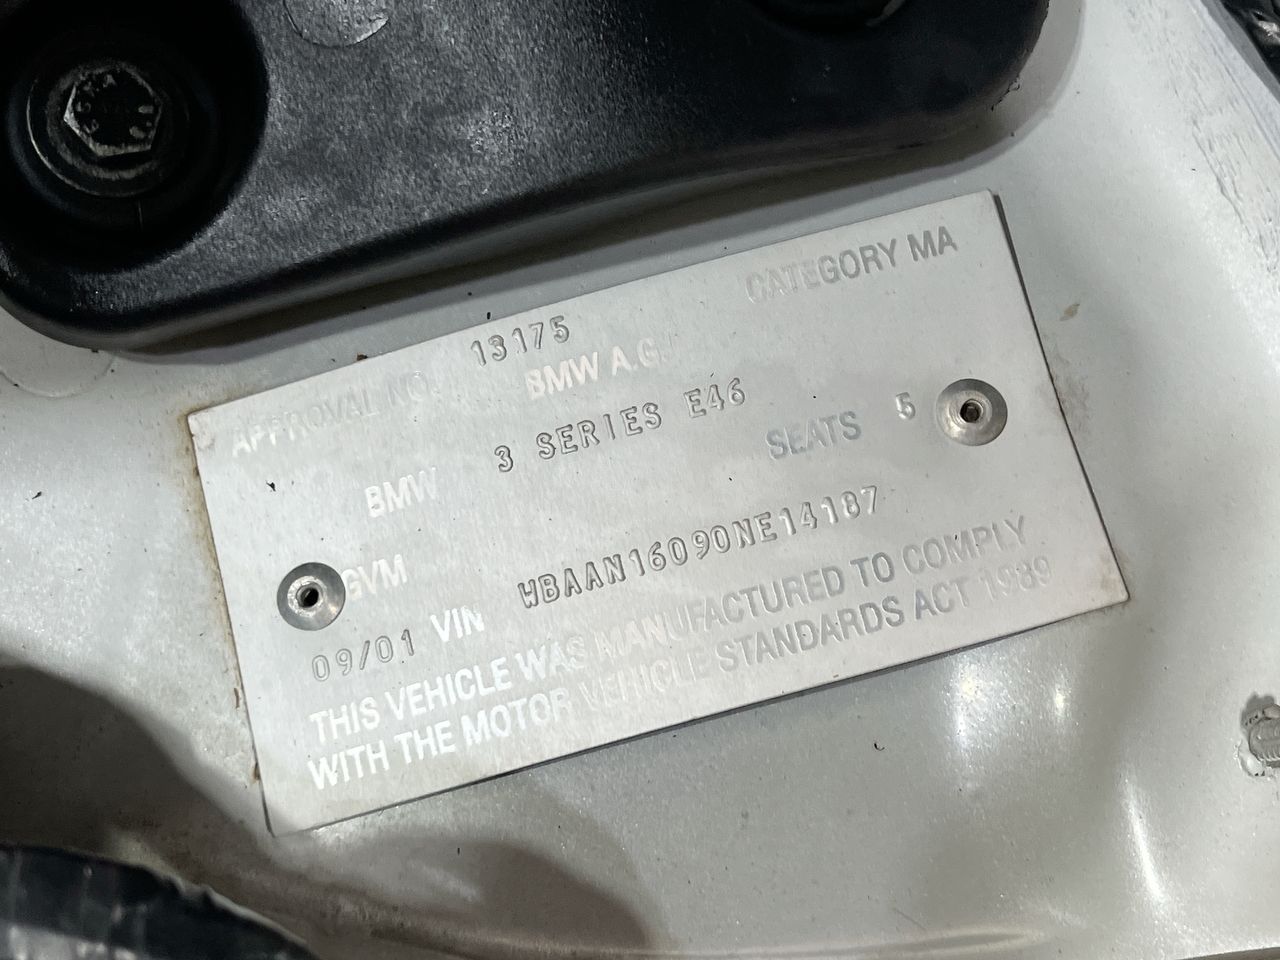 APPROVAL NO. 13175 CATEGORY MA
BMW A.G.
BMW 3 SERIES E46 SEATS 5
GVM
09/01 VIN WBAAN16090NE14187
THIS VEHICLE WAS MANUFACTURED TO COMPLY
WITH THE MOTOR VEHICLE STANDARDS ACT 1989